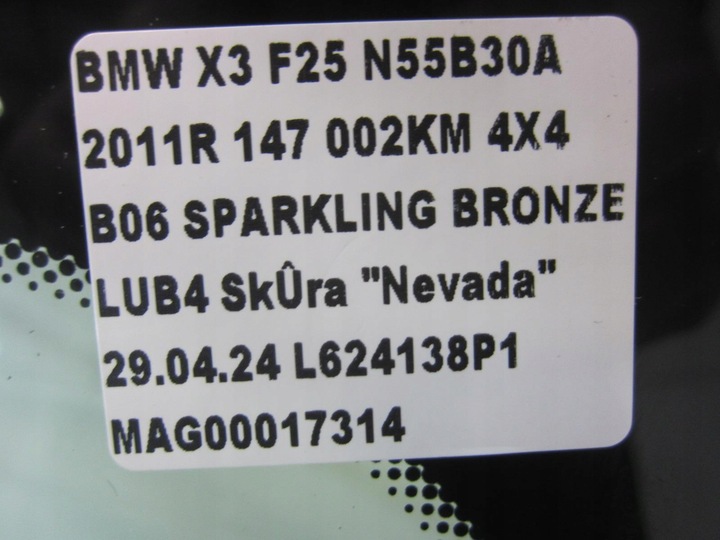 BMW X3 F25 N55B30A
2011R 147 002KM 4X4
B06 SPARKLING BRONZE
LUB4 SkÛra "Nevada"
29.04.24 L624138P1
MAG00017314